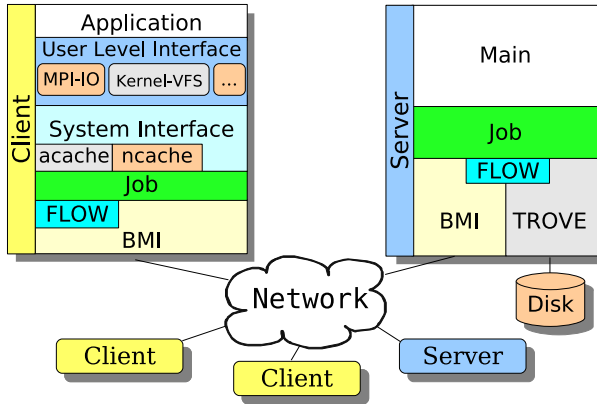 Client
Application
User Level Interface
MPI-IO
Kernel-VFS
...
System Interface
acache
ncache
Job
FLOW
BMI
Server
Main
Job
FLOW
BMI
TROVE
Disk
Network
Client
Client
Server